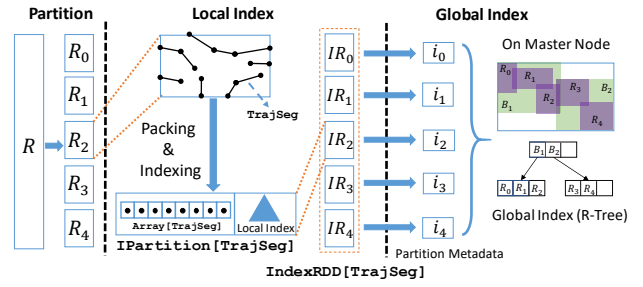 Partition
Local Index
Global Index
R
R0
R1
R2
R3
R4
TrajSeg
Packing
&
Indexing
Array[TrajSeg]
Local Index
IPartition[TrajSeg]
IR0
IR1
IR2
IR3
IR4
IndexRDD[TrajSeg]
i0
i1
i2
i3
i4
Partition Metadata
On Master Node
R0
R1
R2
R3
R4
B1
B2
B1 B2
R0 R1 R2
R3 R4
Global Index (R-Tree)